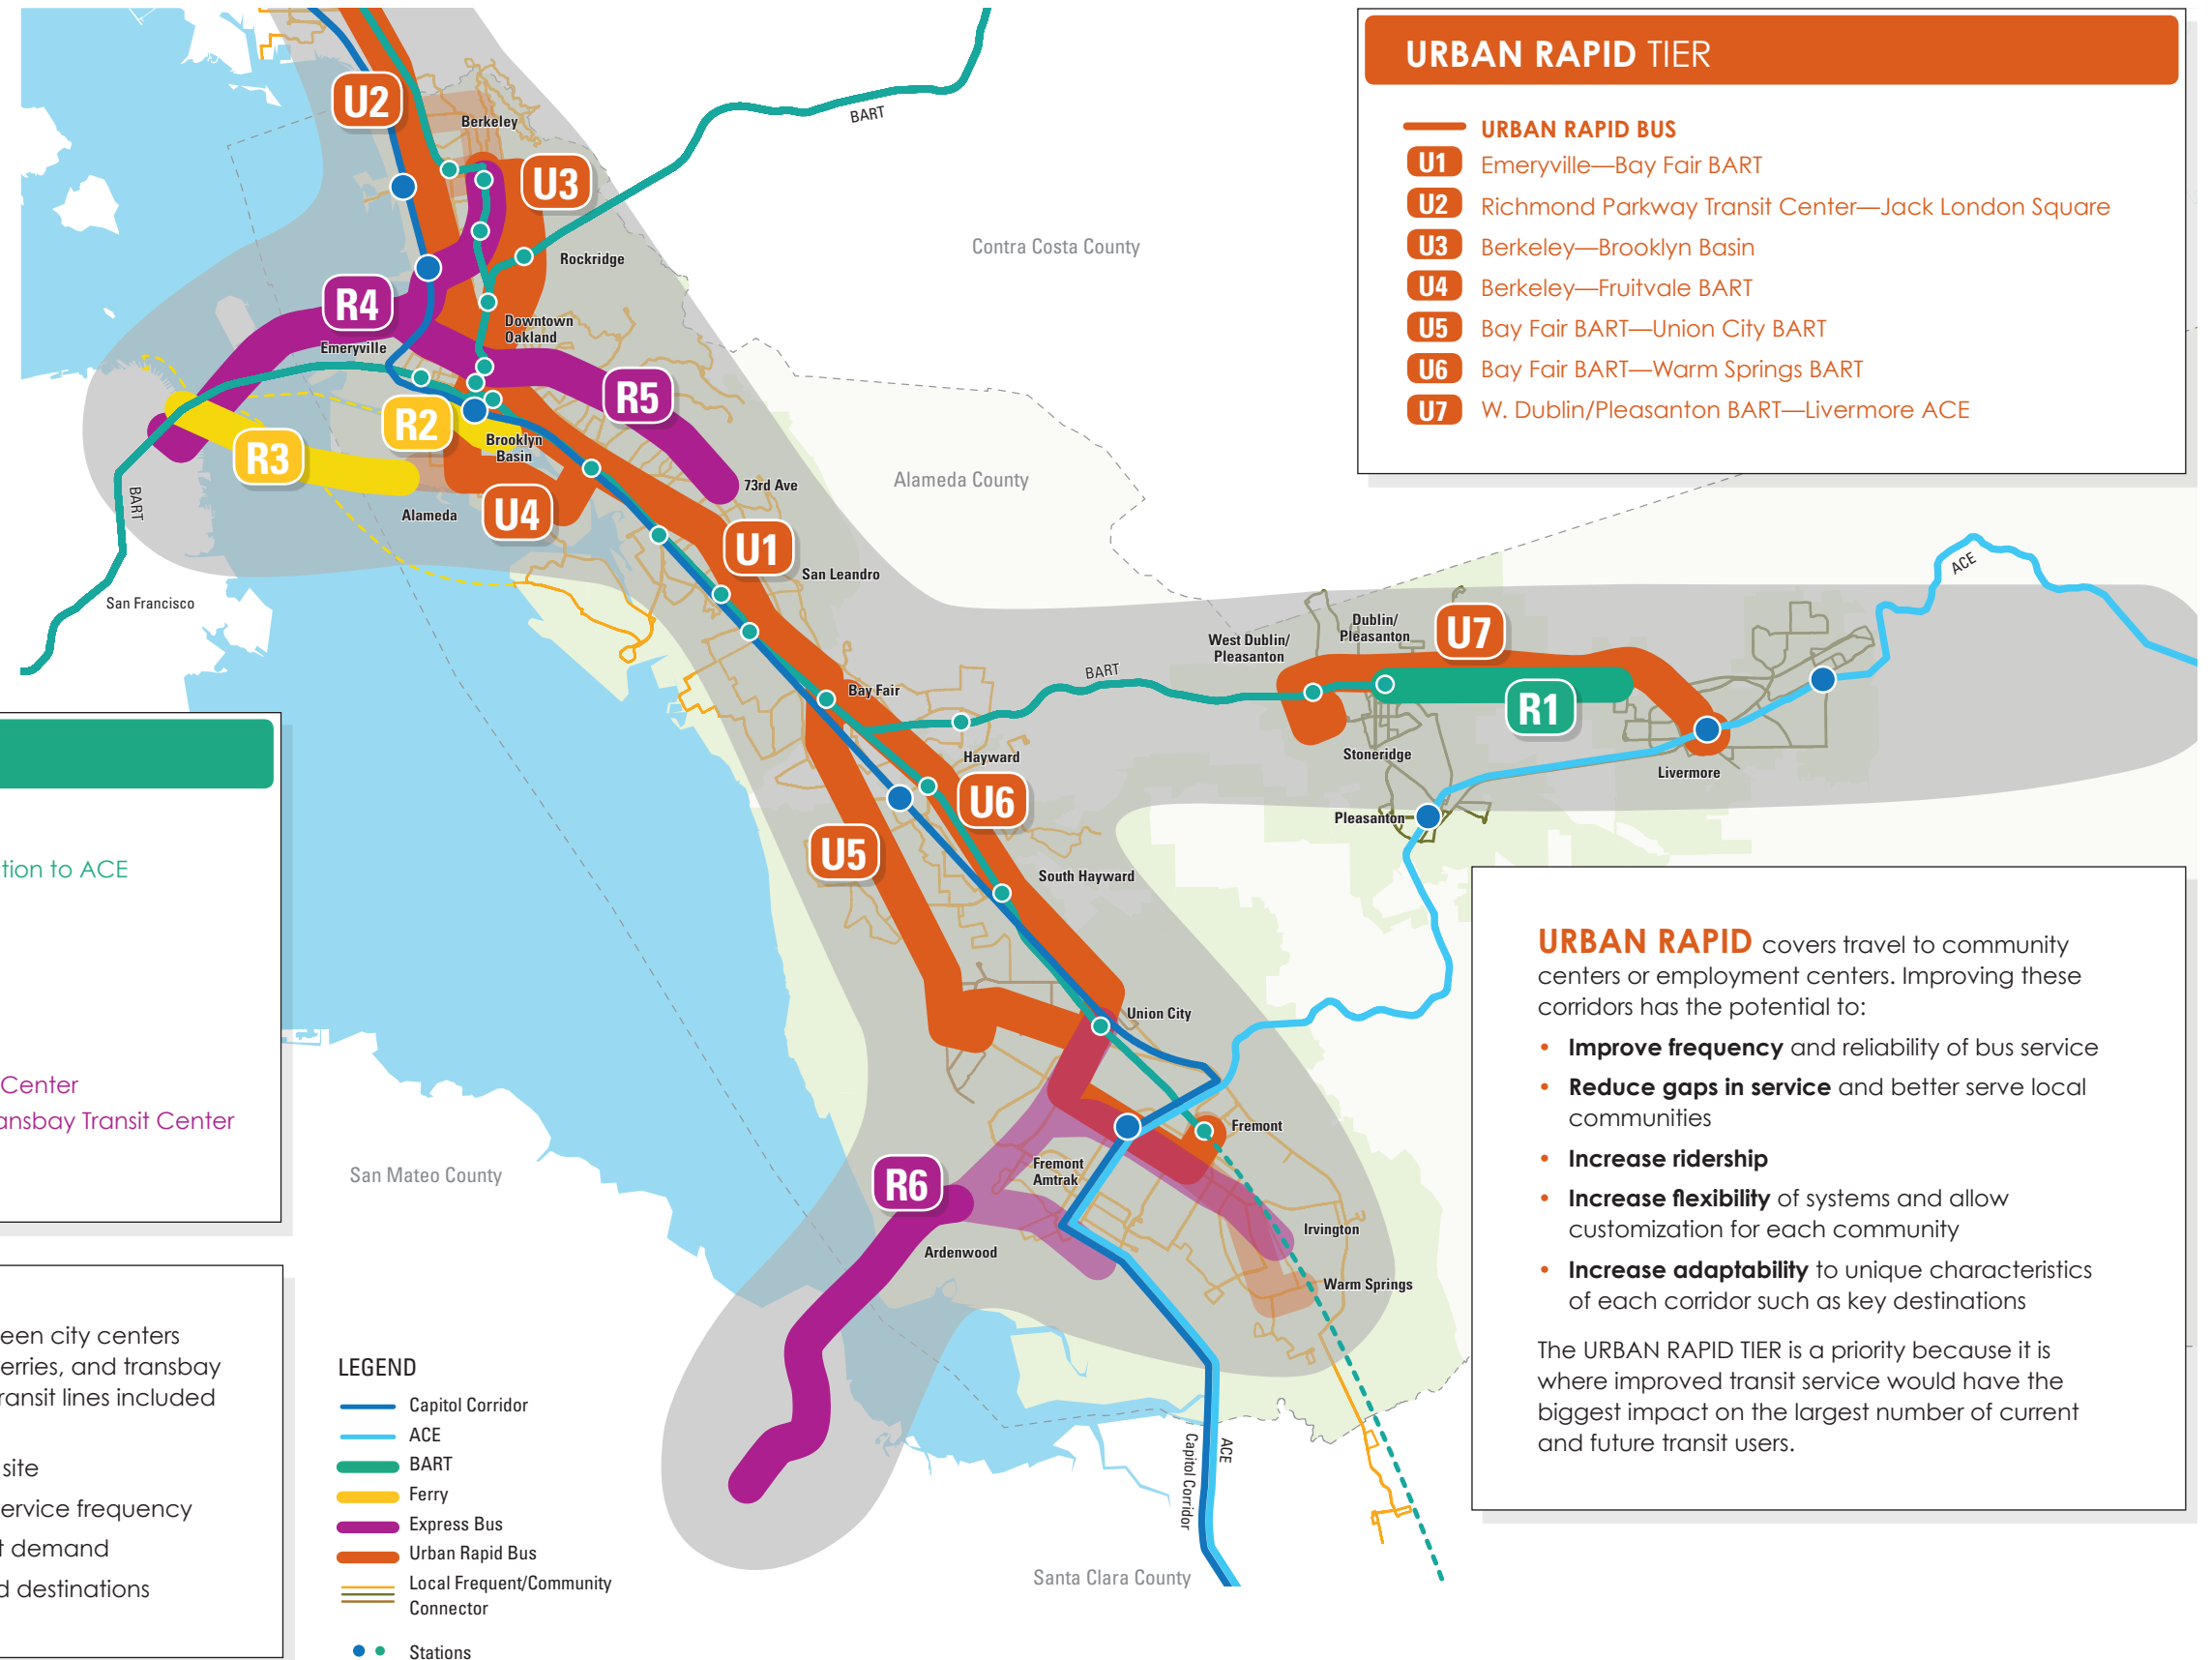 URBAN RAPID TIER
URBAN RAPID BUS
U1 Emeryville—Bay Fair BART
U2 Richmond Parkway Transit Center—Jack London Square
U3 Berkeley—Brooklyn Basin
U4 Berkeley—Fruitvale BART
U5 Bay Fair BART—Union City BART
U6 Bay Fair BART—Warm Springs BART
U7 W. Dublin/Pleasanton BART—Livermore ACE
U2
Berkeley
BART
U3
Contra Costa County
Rockridge
R4
Downtown
Oakland
Emeryville
R5
R2
Brooklyn
Basin
R3
Alameda County
73rd Ave
BART
Alameda
U4
U1
San Leandro
San Francisco
ACE
Dublin/
Pleasanton
West Dublin/
Pleasanton
U7
BART
Bay Fair
R1
Hayward
Stoneridge
Livermore
U6
Pleasanton
U5
South Hayward
Union City
Fremont
Fremont
Amtrak
San Mateo County
R6
Irvington
Ardenwood
Warm Springs
Capitol Corridor
ACE
Santa Clara County
tion to ACE
Center
ansbay Transit Center
een city centers
erries, and transbay
ransit lines included
site
ervice frequency
t demand
d destinations
LEGEND
Capitol Corridor
ACE
BART
Ferry
Express Bus
Urban Rapid Bus
Local Frequent/Community
Connector
Stations
URBAN RAPID covers travel to community
centers or employment centers. Improving these
corridors has the potential to:
• Improve frequency and reliability of bus service
• Reduce gaps in service and better serve local
communities
• Increase ridership
• Increase flexibility of systems and allow
customization for each community
• Increase adaptability to unique characteristics
of each corridor such as key destinations
The URBAN RAPID TIER is a priority because it is
where improved transit service would have the
biggest impact on the largest number of current
and future transit users.